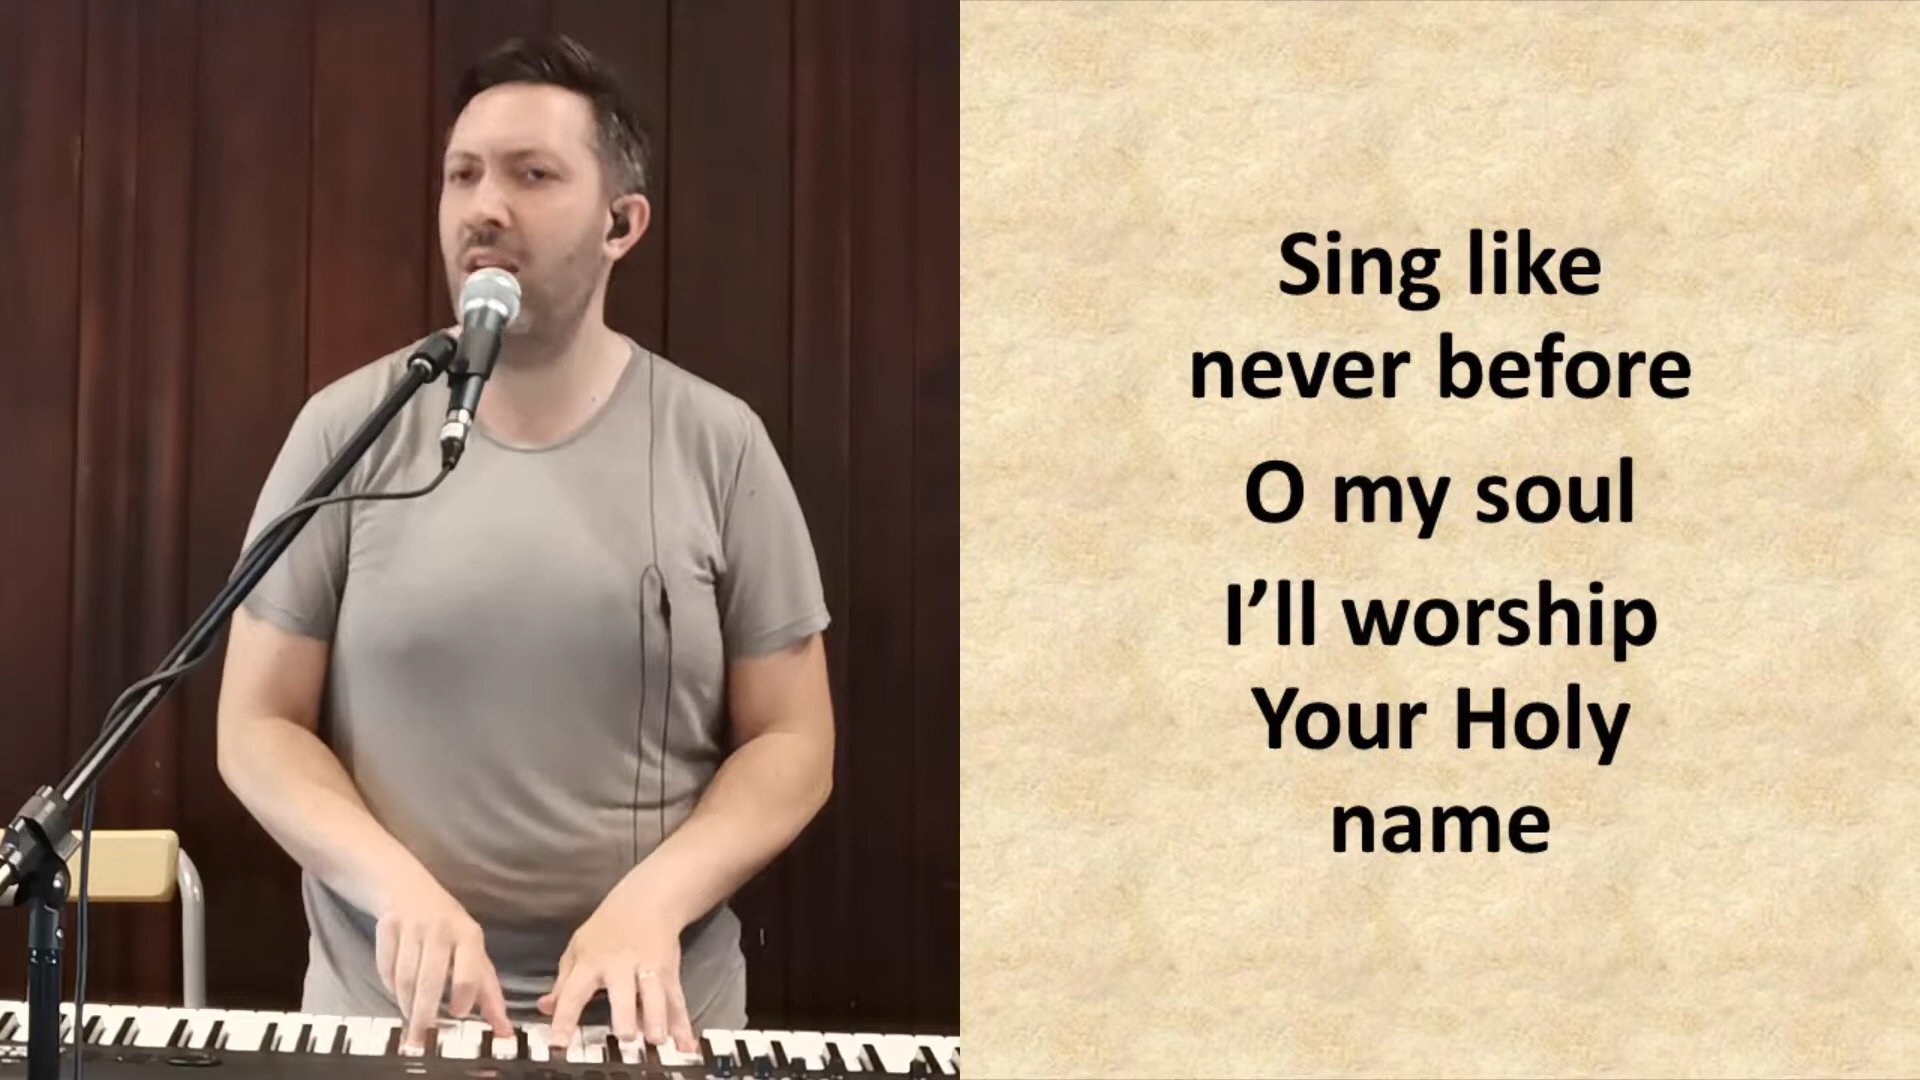 Sing like
never before
O my soul
I’ll worship
Your Holy
name